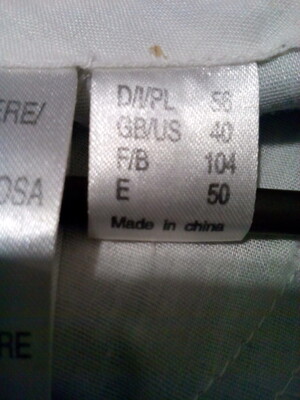 ERE/
OSA
RE
D/I/PL 56
GB/US 40
F/B 104
E 50
Made in china